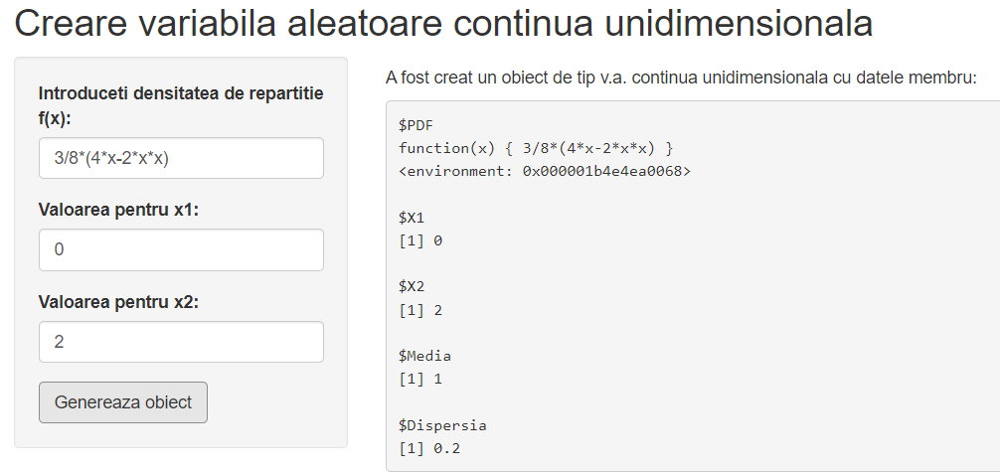 Creare variabila aleatoare continua unidimensionala
Introduceti densitatea de repartitie
f(x):
3/8*(4*x-2*x*x)
Valoarea pentru x1:
0
Valoarea pentru x2:
2
Genereaza obiect
A fost creat un obiect de tip v.a. continua unidimensionala cu datele membru:
$PDF
function(x) { 3/8*(4*x-2*x*x) }
<environment: 0x000001b4e4ea0068>
$X1
[1] 0
$X2
[1] 2
$Media
[1] 1
$Dispersia
[1] 0.2